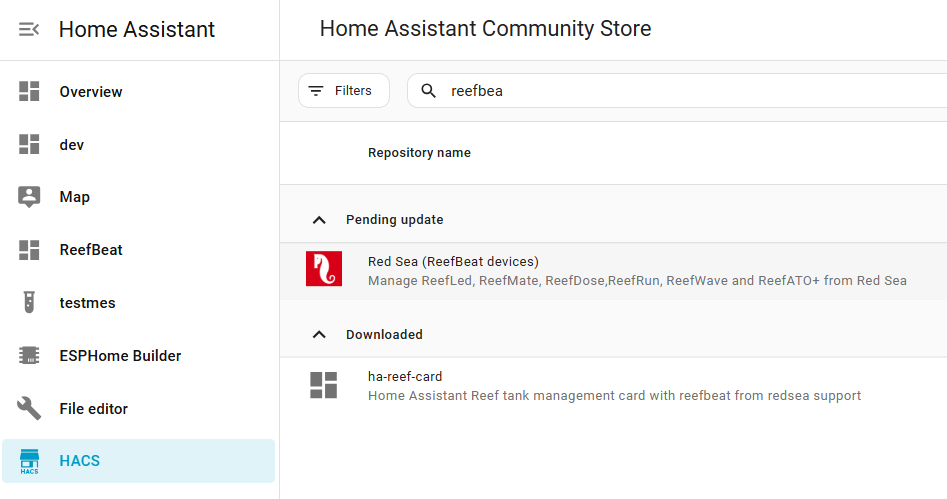 Home Assistant
Home Assistant Community Store
Overview
dev
Map
ReefBeat
testmes
ESPHome Builder
File editor
HACS
HACS
Filters
reefbea
Repository name
Pending update
Red Sea (ReefBeat devices)
Manage ReefLed, ReefMate, ReefDose,ReefRun, ReefWave and ReefATO+ from Red Sea
Downloaded
ha-reef-card
Home Assistant Reef tank management card with reefbeat from redsea support